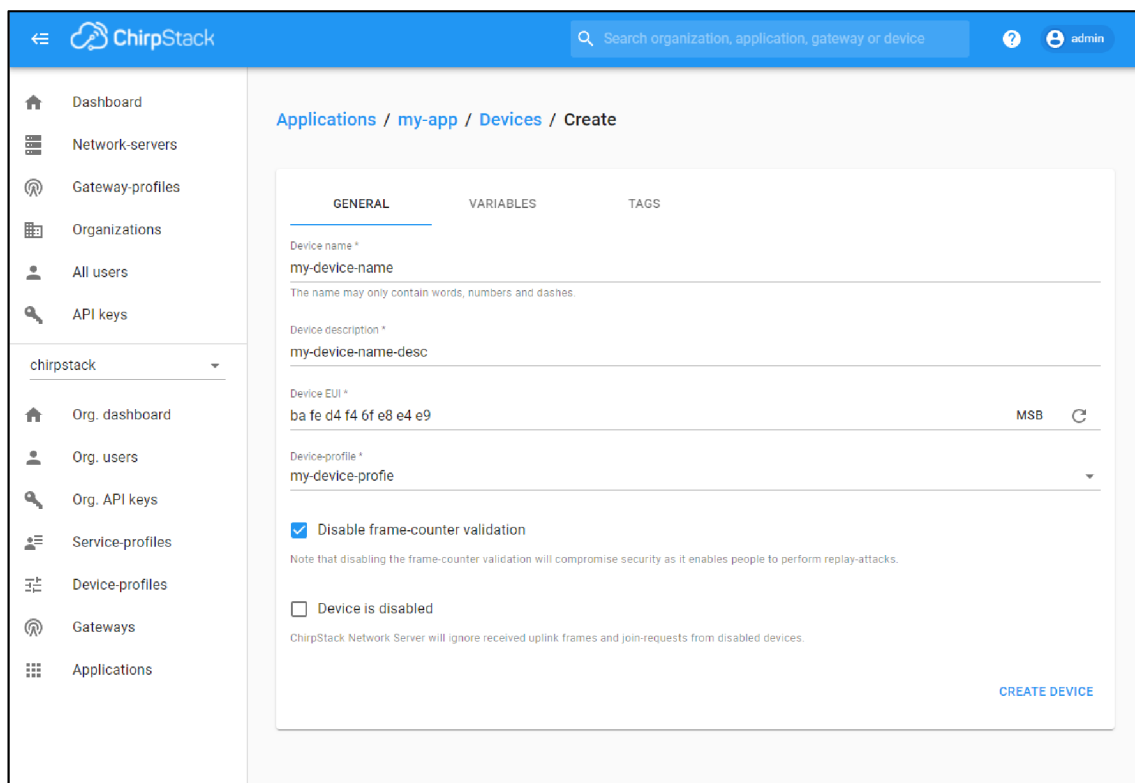 ChirpStack
Search organization, application, gateway or device
? admin
Dashboard
Network-servers
Gateway-profiles
Organizations
All users
API keys
chirpstack
Org. dashboard
Org. users
Org. API keys
Service-profiles
Device-profiles
Gateways
Applications
Applications / my-app / Devices / Create
GENERAL VARIABLES TAGS
Device name *
my-device-name
The name may only contain words, numbers and dashes.
Device description *
my-device-name-desc
Device EUI *
ba fe d4 f4 6f e8 e4 e9 MSB
Device-profile *
my-device-profie
Disable frame-counter validation
Note that disabling the frame-counter validation will compromise security as it enables people to perform replay-attacks.
Device is disabled
ChirpStack Network Server will ignore received uplink frames and join-requests from disabled devices.
CREATE DEVICE